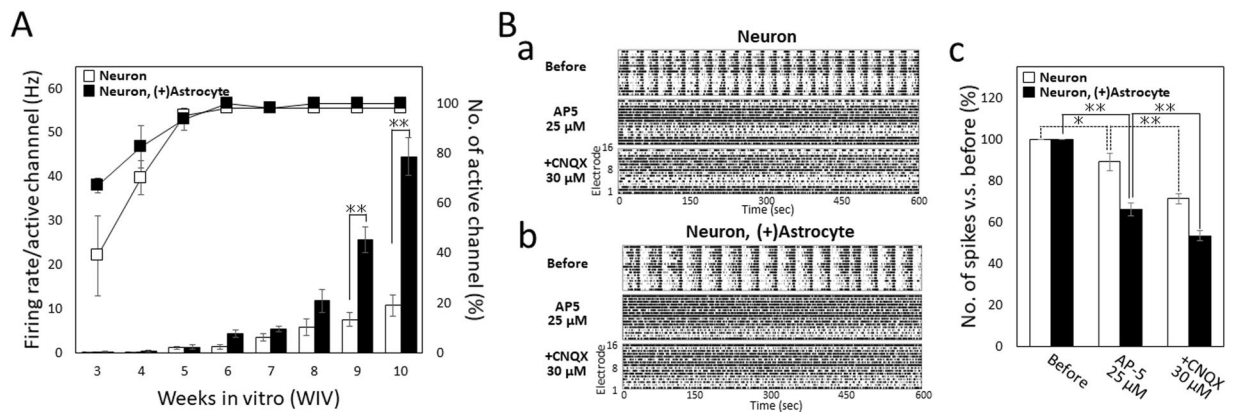 A
Neuron
Neuron, (+)Astrocyte
Firing rate/active channel (Hz)
60
50
40
30
20
10
0
**
**
100
80
60
40
20
0
No. of active channel (%)
3 4 5 6 7 8 9 10
Weeks in vitro (WIV)
B
a
Neuron
Before
AP5
25 μM
+CNQX
30 μM
Electrode
16
1
1 150 300 450 600
Time (sec)
b
Neuron, (+)Astrocyte
Before
AP5
25 μM
+CNQX
30 μM
Electrode
16
1
1 150 300 450 600
Time (sec)
c
Neuron
Neuron, (+)Astrocyte
No. of spikes v.s. before (%)
120
100
80
60
40
20
0
** **
* **
Before
AP-5
25 μM
+CNQX
30 μM